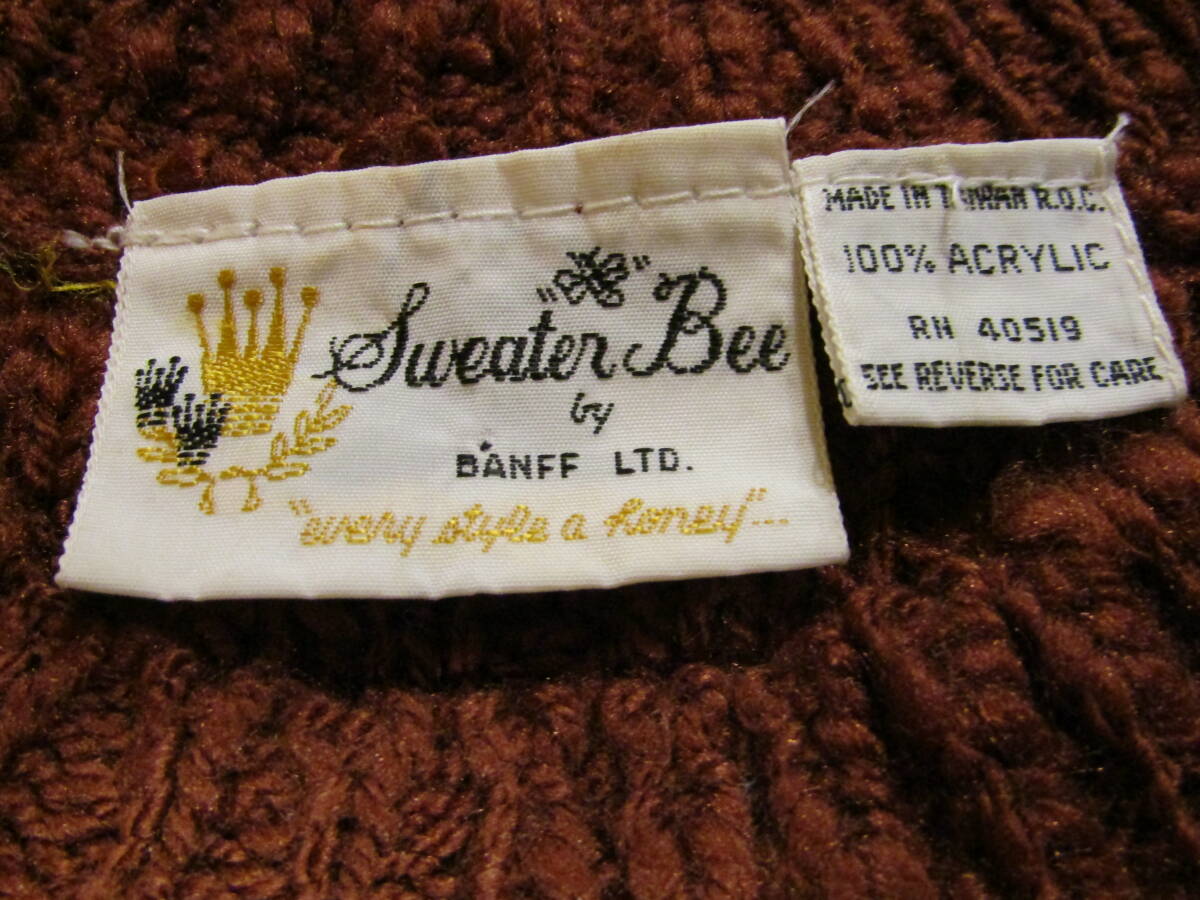 "Sweater Bee"
by
BANFF LTD.
"every style a honey"...
MADE IN TAIWAN R.O.C.
100% ACRYLIC
RN 40519
SEE REVERSE FOR CARE